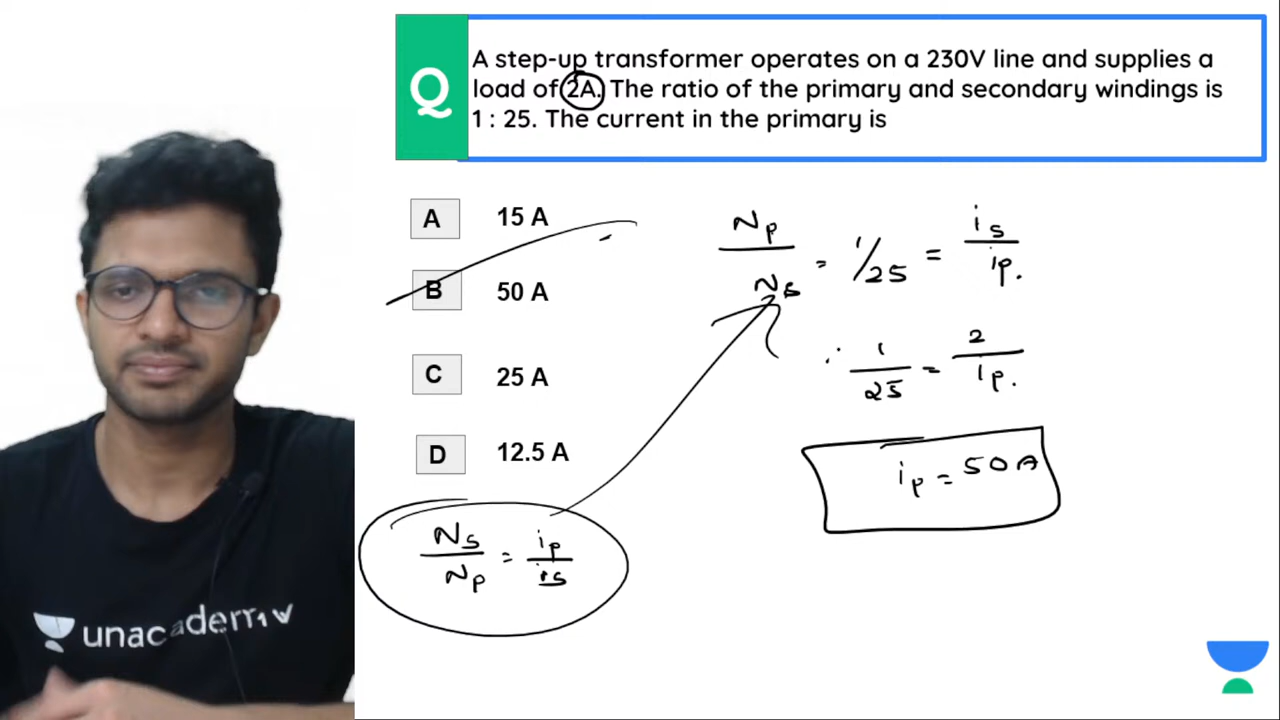 Q
A step-up transformer operates on a 230V line and supplies a
load of 2A. The ratio of the primary and secondary windings is
1 : 25. The current in the primary is
A 15 A
B 50 A
C 25 A
D 12.5 A
Np/Ns = 1/25 = is/ip.
∴ 1/25 = 2/ip.
ip = 50 A
Ns/Np = ip/is
unacademy